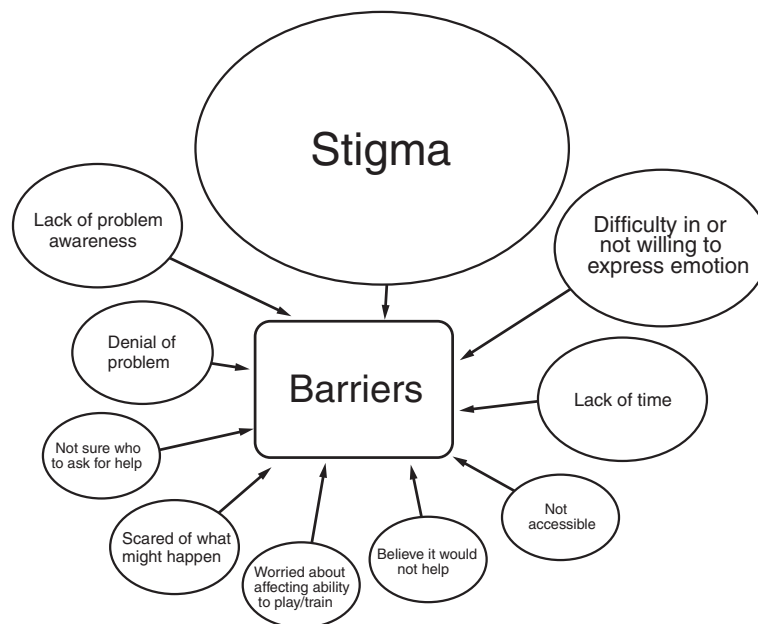 Stigma
Lack of problem
awareness
Difficulty in or
not willing to
express emotion
Denial of
problem
Barriers
Lack of time
Not sure who
to ask for help
Not
accessible
Scared of what
might happen
Believe it would
not help
Worried about
affecting ability
to play/train